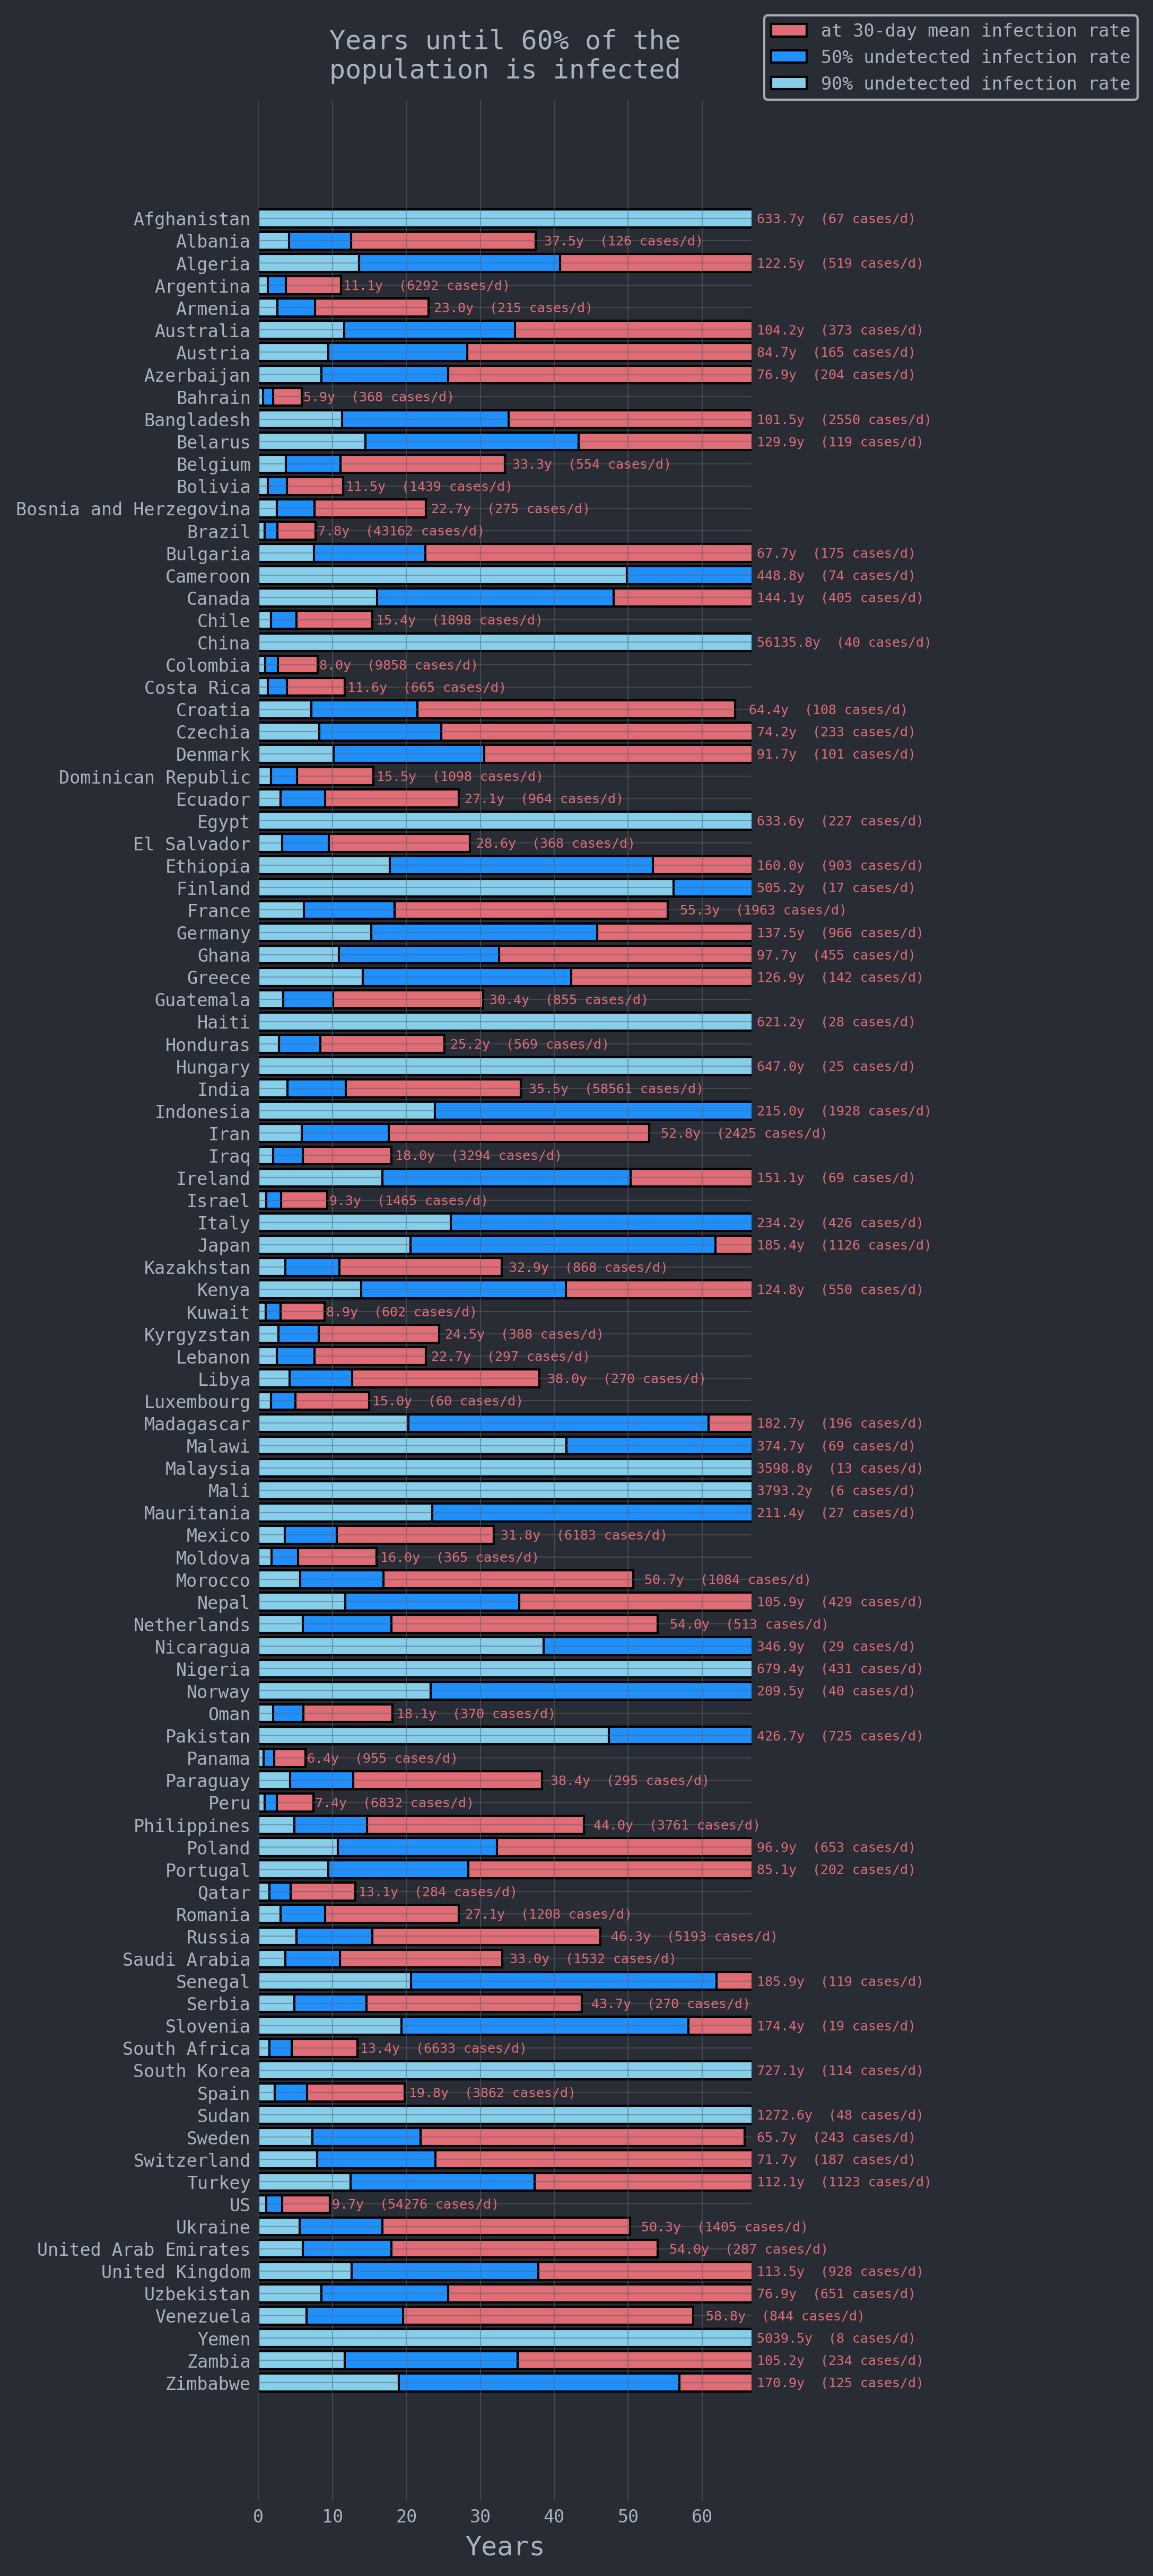 Years until 60% of the
population is infected
at 30-day mean infection rate
50% undetected infection rate
90% undetected infection rate
Afghanistan 633.7y (67 cases/d)
Albania 37.5y (126 cases/d)
Algeria 122.5y (519 cases/d)
Argentina 11.1y (6292 cases/d)
Armenia 23.0y (215 cases/d)
Australia 104.2y (373 cases/d)
Austria 84.7y (165 cases/d)
Azerbaijan 76.9y (204 cases/d)
Bahrain 5.9y (368 cases/d)
Bangladesh 101.5y (2550 cases/d)
Belarus 129.9y (119 cases/d)
Belgium 33.3y (554 cases/d)
Bolivia 11.5y (1439 cases/d)
Bosnia and Herzegovina 22.7y (275 cases/d)
Brazil 7.8y (43162 cases/d)
Bulgaria 67.7y (175 cases/d)
Cameroon 448.8y (74 cases/d)
Canada 144.1y (405 cases/d)
Chile 15.4y (1898 cases/d)
China 56135.8y (40 cases/d)
Colombia 8.0y (9858 cases/d)
Costa Rica 11.6y (665 cases/d)
Croatia 64.4y (108 cases/d)
Czechia 74.2y (233 cases/d)
Denmark 91.7y (101 cases/d)
Dominican Republic 15.5y (1098 cases/d)
Ecuador 27.1y (964 cases/d)
Egypt 633.6y (227 cases/d)
El Salvador 28.6y (368 cases/d)
Ethiopia 160.0y (903 cases/d)
Finland 505.2y (17 cases/d)
France 55.3y (1963 cases/d)
Germany 137.5y (966 cases/d)
Ghana 97.7y (455 cases/d)
Greece 126.9y (142 cases/d)
Guatemala 30.4y (855 cases/d)
Haiti 621.2y (28 cases/d)
Honduras 25.2y (569 cases/d)
Hungary 647.0y (25 cases/d)
India 35.5y (58561 cases/d)
Indonesia 215.0y (1928 cases/d)
Iran 52.8y (2425 cases/d)
Iraq 18.0y (3294 cases/d)
Ireland 151.1y (69 cases/d)
Israel 9.3y (1465 cases/d)
Italy 234.2y (426 cases/d)
Japan 185.4y (1126 cases/d)
Kazakhstan 32.9y (868 cases/d)
Kenya 124.8y (550 cases/d)
Kuwait 8.9y (602 cases/d)
Kyrgyzstan 24.5y (388 cases/d)
Lebanon 22.7y (297 cases/d)
Libya 38.0y (270 cases/d)
Luxembourg 15.0y (60 cases/d)
Madagascar 182.7y (196 cases/d)
Malawi 374.7y (69 cases/d)
Malaysia 3598.8y (13 cases/d)
Mali 3793.2y (6 cases/d)
Mauritania 211.4y (27 cases/d)
Mexico 31.8y (6183 cases/d)
Moldova 16.0y (365 cases/d)
Morocco 50.7y (1084 cases/d)
Nepal 105.9y (429 cases/d)
Netherlands 54.0y (513 cases/d)
Nicaragua 346.9y (29 cases/d)
Nigeria 679.4y (431 cases/d)
Norway 209.5y (40 cases/d)
Oman 18.1y (370 cases/d)
Pakistan 426.7y (725 cases/d)
Panama 6.4y (955 cases/d)
Paraguay 38.4y (295 cases/d)
Peru 7.4y (6832 cases/d)
Philippines 44.0y (3761 cases/d)
Poland 96.9y (653 cases/d)
Portugal 85.1y (202 cases/d)
Qatar 13.1y (284 cases/d)
Romania 27.1y (1208 cases/d)
Russia 46.3y (5193 cases/d)
Saudi Arabia 33.0y (1532 cases/d)
Senegal 185.9y (119 cases/d)
Serbia 43.7y (270 cases/d)
Slovenia 174.4y (19 cases/d)
South Africa 13.4y (6633 cases/d)
South Korea 727.1y (114 cases/d)
Spain 19.8y (3862 cases/d)
Sudan 1272.6y (48 cases/d)
Sweden 65.7y (243 cases/d)
Switzerland 71.7y (187 cases/d)
Turkey 112.1y (1123 cases/d)
US 9.7y (54276 cases/d)
Ukraine 50.3y (1405 cases/d)
United Arab Emirates 54.0y (287 cases/d)
United Kingdom 113.5y (928 cases/d)
Uzbekistan 76.9y (651 cases/d)
Venezuela 58.8y (844 cases/d)
Yemen 5039.5y (8 cases/d)
Zambia 105.2y (234 cases/d)
Zimbabwe 170.9y (125 cases/d)
0 10 20 30 40 50 60
Years